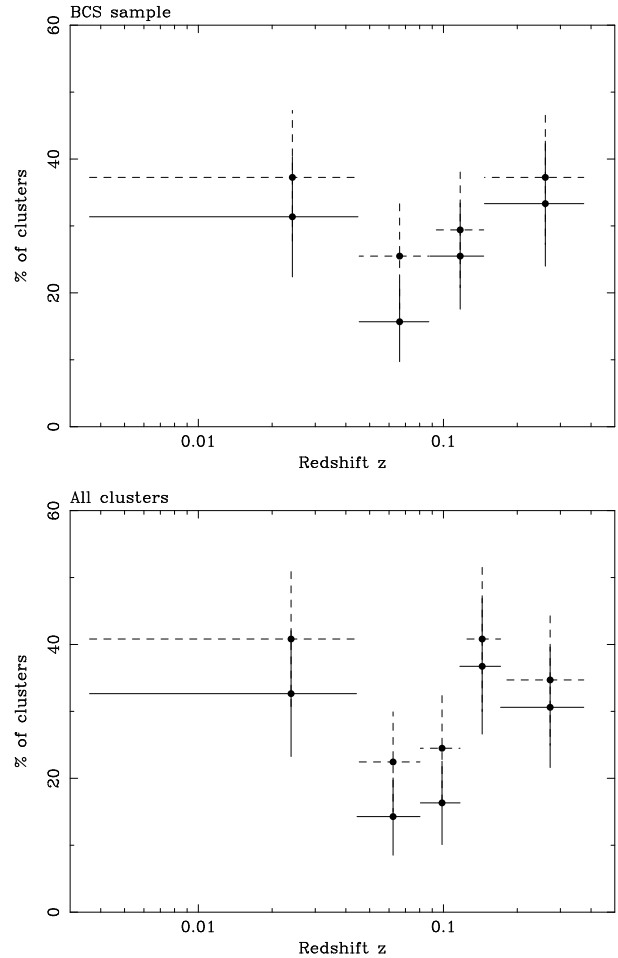 BCS sample
60
40
20
0
% of clusters
0.01 0.1
Redshift z
All clusters
60
40
20
0
% of clusters
0.01 0.1
Redshift z